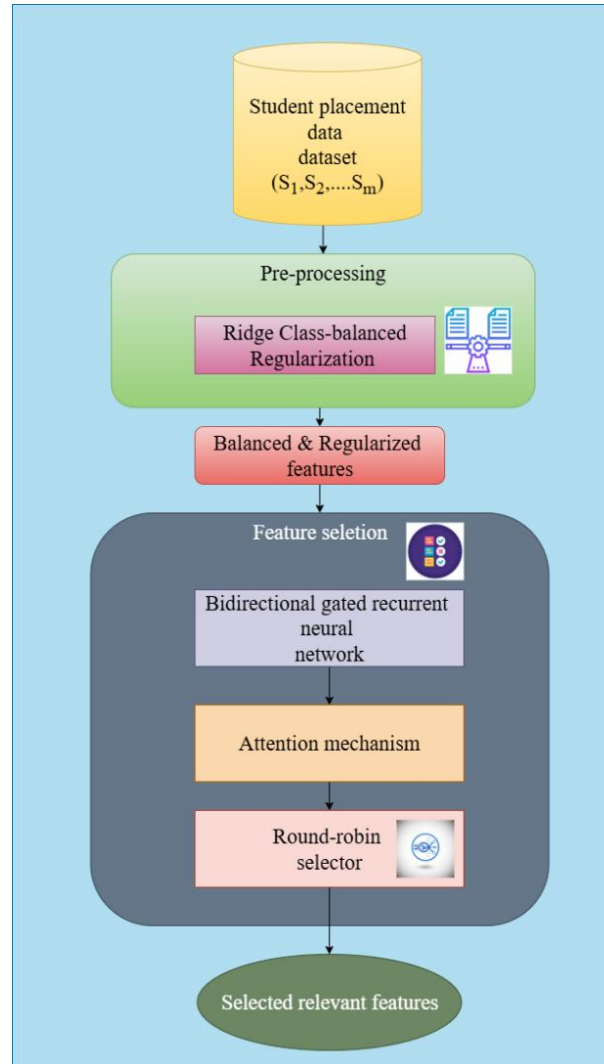 Student placement
data
dataset
(S₁,S₂,....Sₘ)
Pre-processing
Ridge Class-balanced
Regularization
Balanced & Regularized
features
Feature seletion
Bidirectional gated recurrent
neural
network
Attention mechanism
Round-robin
selector
Selected relevant features